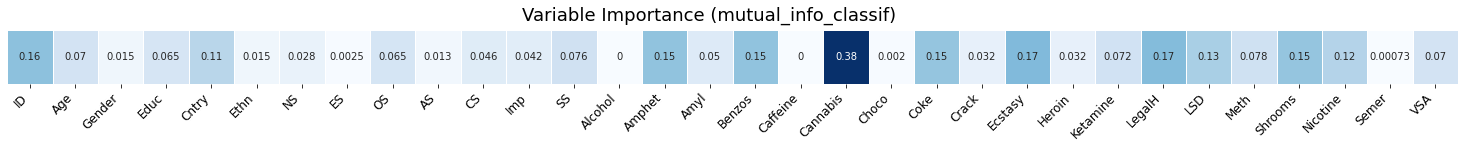 Variable Importance (mutual_info_classif)
0.16 0.07 0.015 0.065 0.11 0.015 0.028 0.0025 0.065 0.013 0.046 0.042 0.076 0 0.15 0.05 0.15 0 0.38 0.002 0.15 0.032 0.17 0.032 0.072 0.17 0.13 0.078 0.15 0.12 0.00073 0.07
ID Age Gender Educ Cntry Ethn NS ES OS AS CS Imp SS Alcohol Amphet Amyl Benzos Caffeine Cannabis Choco Coke Crack Ecstasy Heroin Ketamine LegalH LSD Meth Shrooms Nicotine Semer VSA